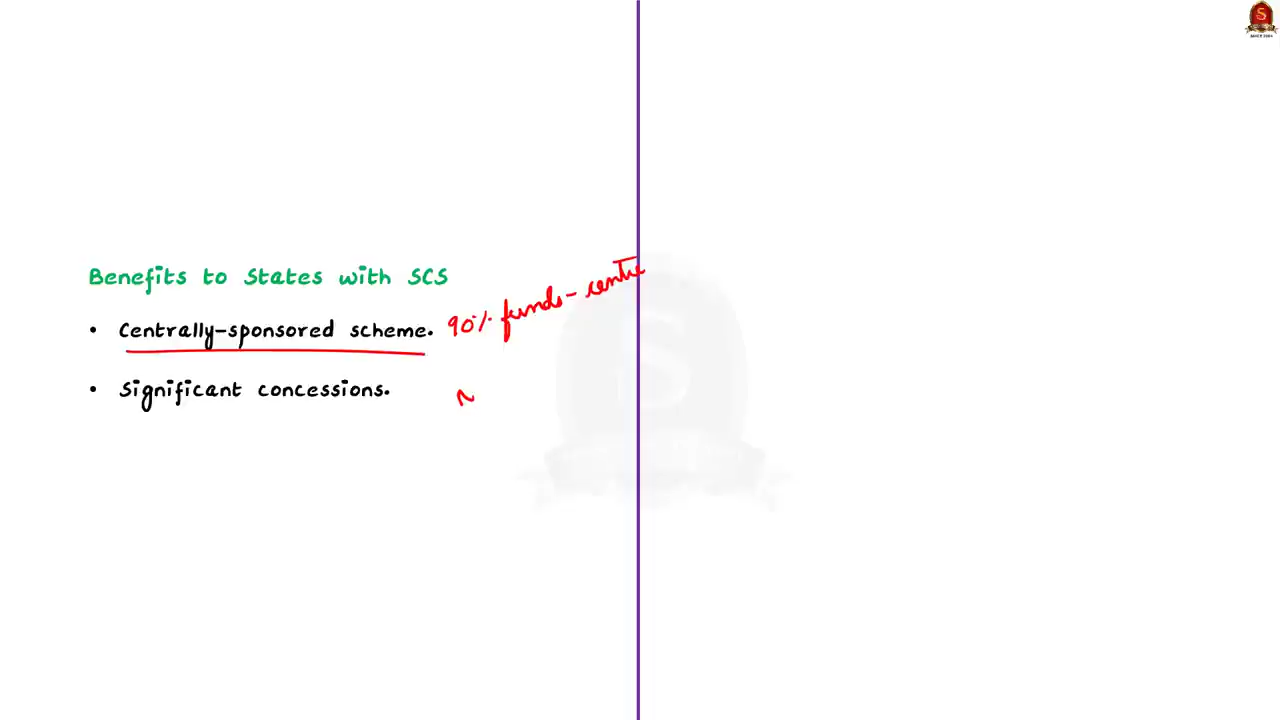 Benefits to States with SCS
• Centrally-sponsored scheme. 90% funds - centre
• Significant concessions.
S